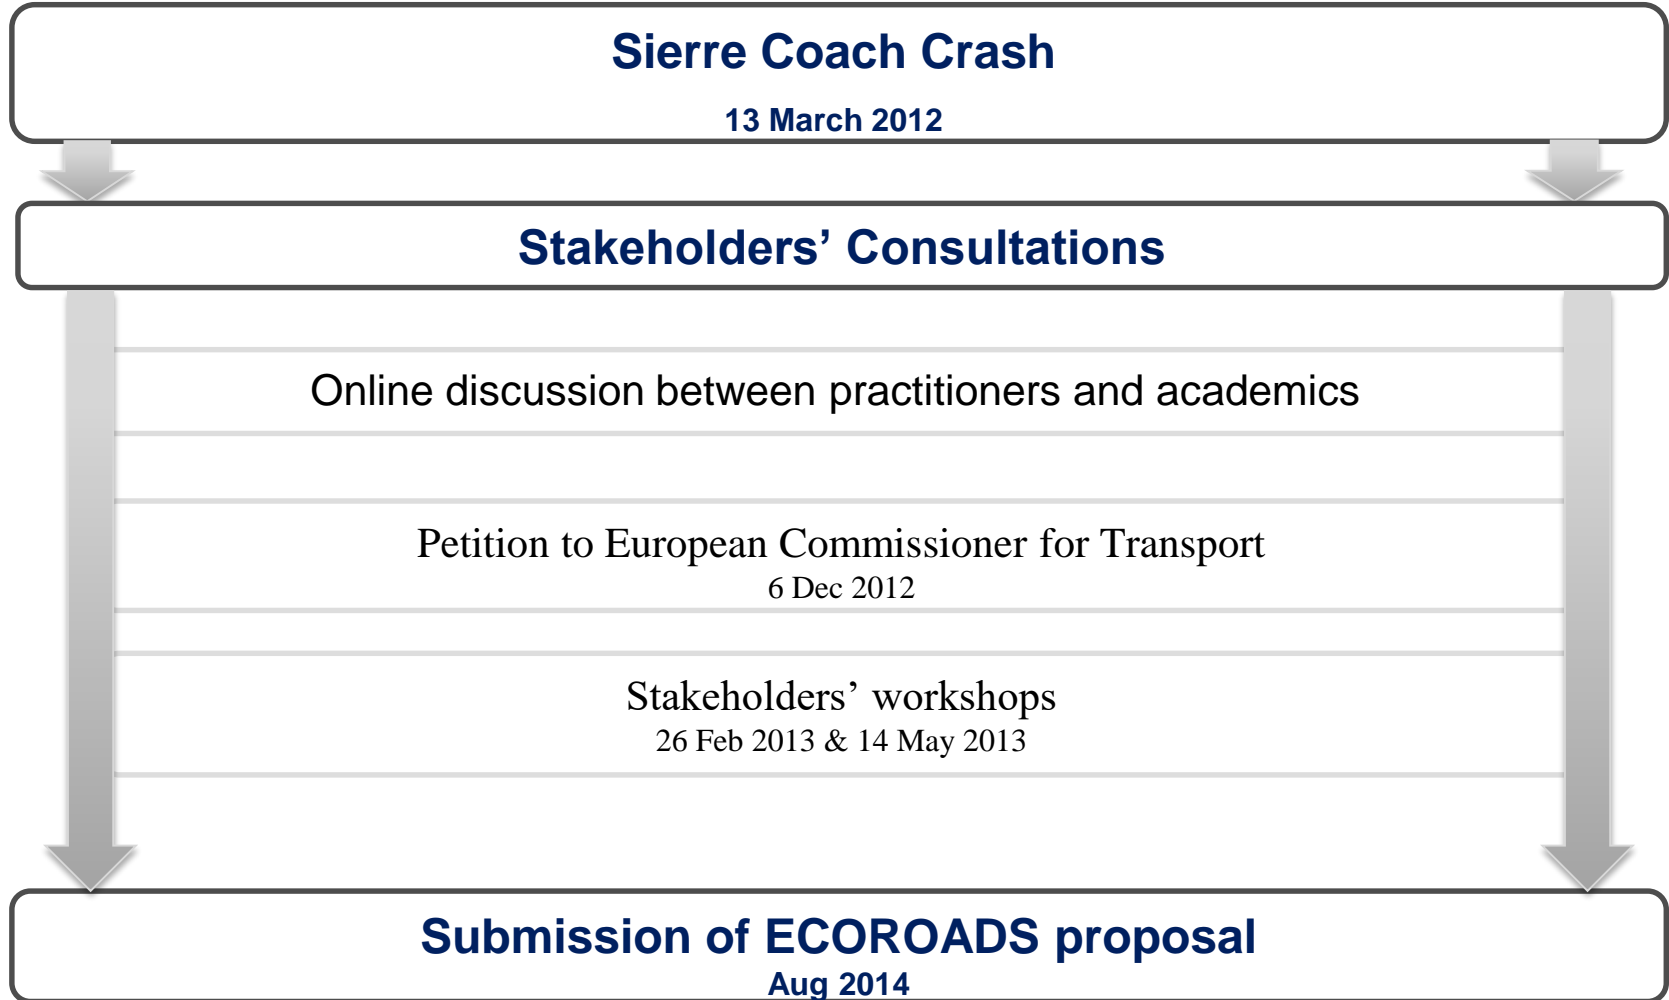 Sierre Coach Crash
13 March 2012
Stakeholders’ Consultations
Online discussion between practitioners and academics
Petition to European Commissioner for Transport
6 Dec 2012
Stakeholders’ workshops
26 Feb 2013 & 14 May 2013
Submission of ECOROADS proposal
Aug 2014